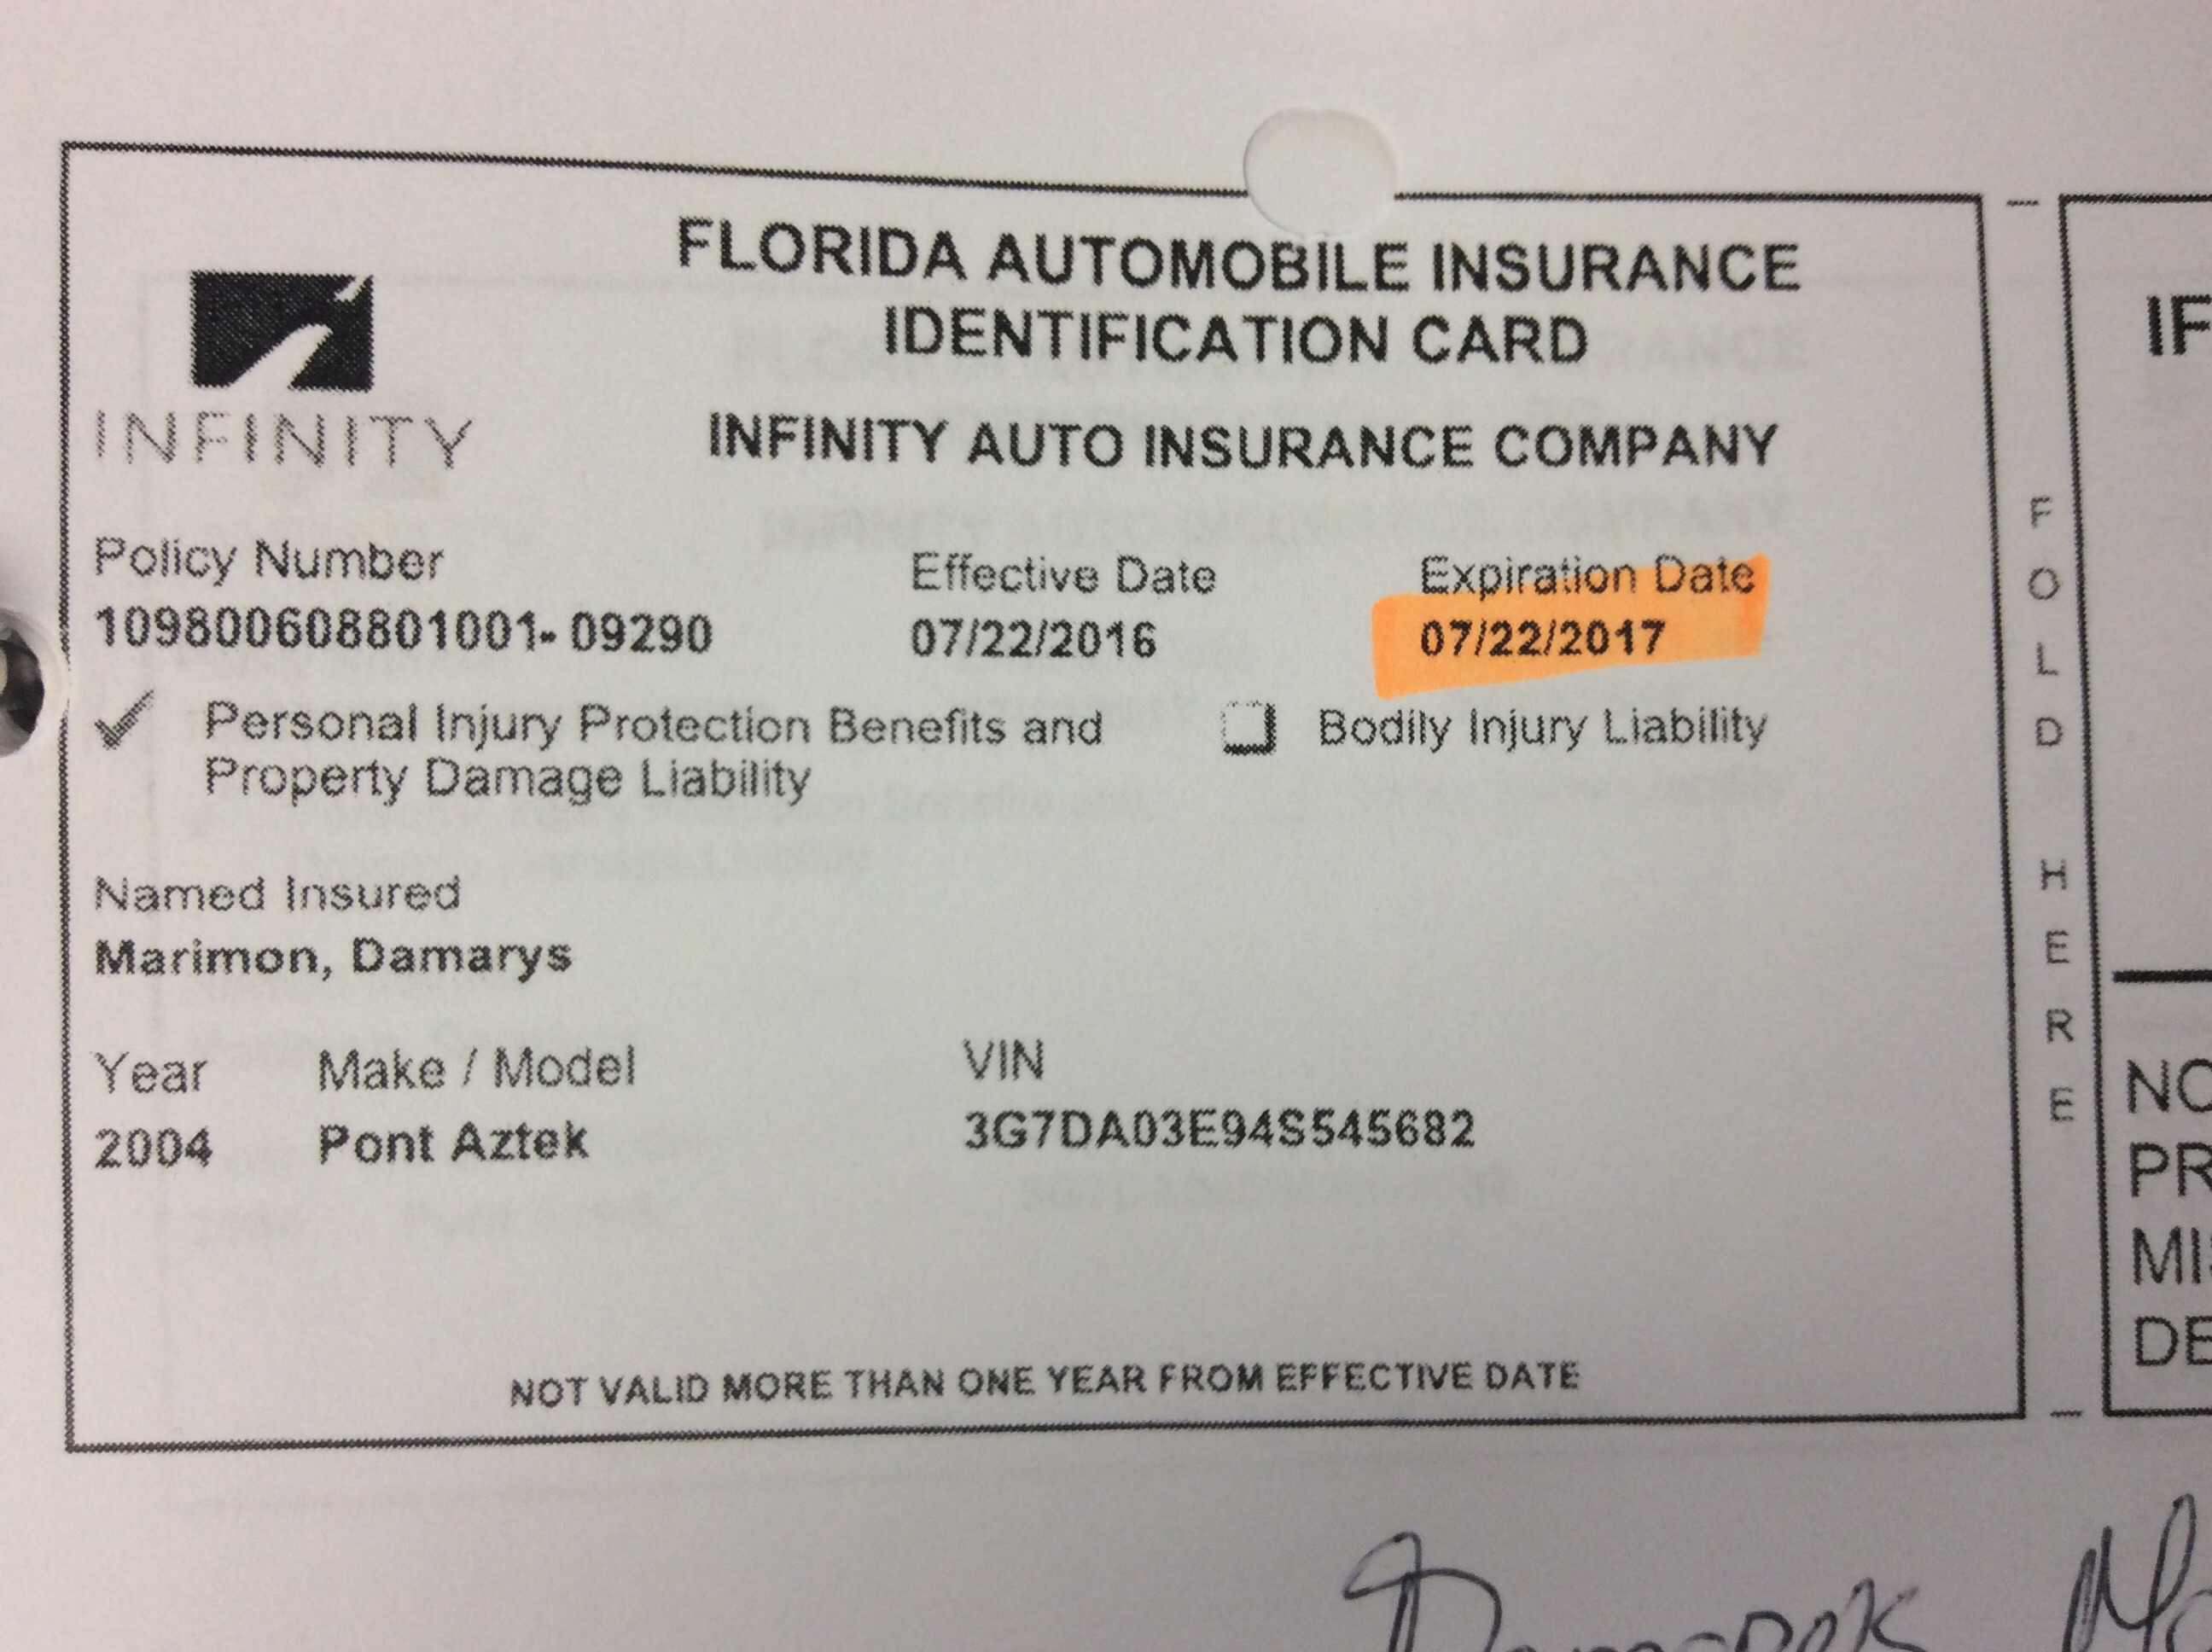 FLORIDA AUTOMOBILE INSURANCE
IDENTIFICATION CARD
INFINITY
INFINITY AUTO INSURANCE COMPANY
Policy Number Effective Date Expiration Date
109800608801001- 09290 07/22/2016 07/22/2017
✓ Personal Injury Protection Benefits and
Property Damage Liability
☐ Bodily Injury Liability
Named Insured
Marimon, Damarys
Year Make / Model VIN
2004 Pont Aztek 3G7DA03E94S545682
NOT VALID MORE THAN ONE YEAR FROM EFFECTIVE DATE
FOLD HERE
IF
NO
PR
MI
DE